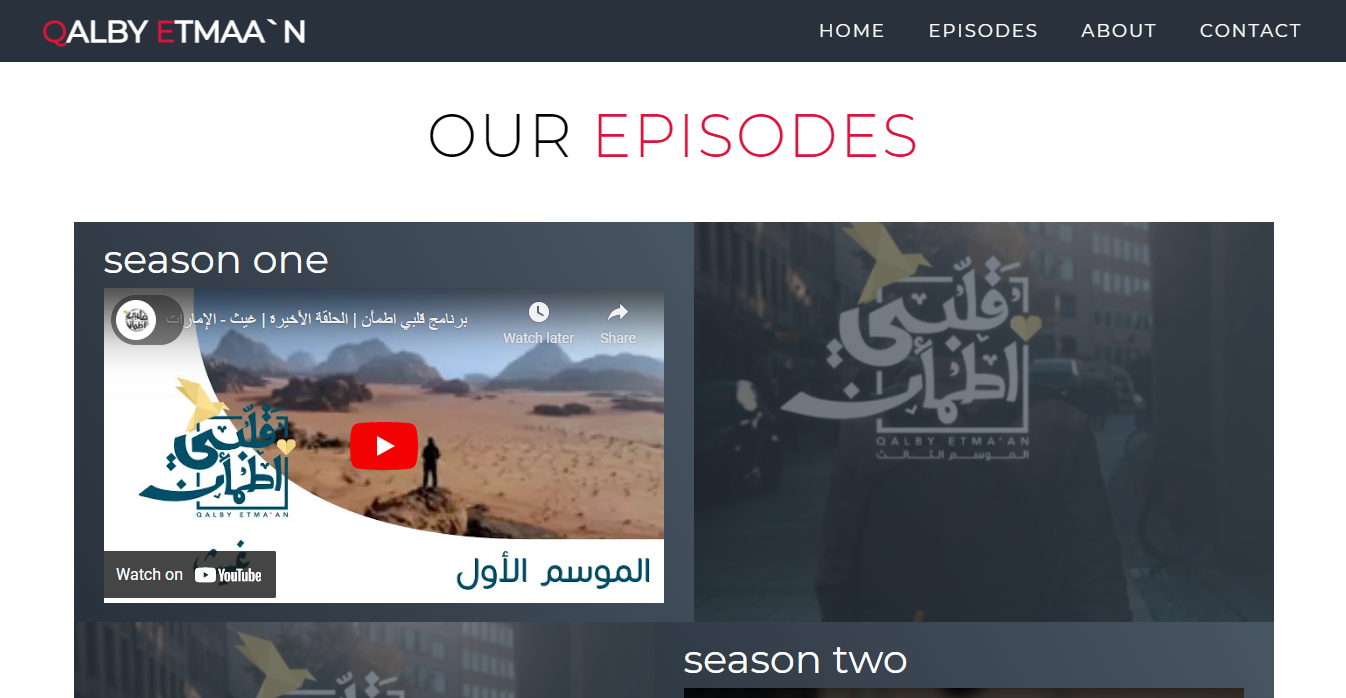 QALBY ETMAA`N
HOME EPISODES ABOUT CONTACT
OUR EPISODES
season one
برنامج قلبي اطمأن | الحلقة الأخيرة | غيث - الإمارات
Watch later
Share
قلبي اطمأن
QALBY ETMA'AN
غيث
Watch on YouTube
الموسم الأول
قلبي اطمأن
QALBY ETMA'AN
الموسم الثالث
season two